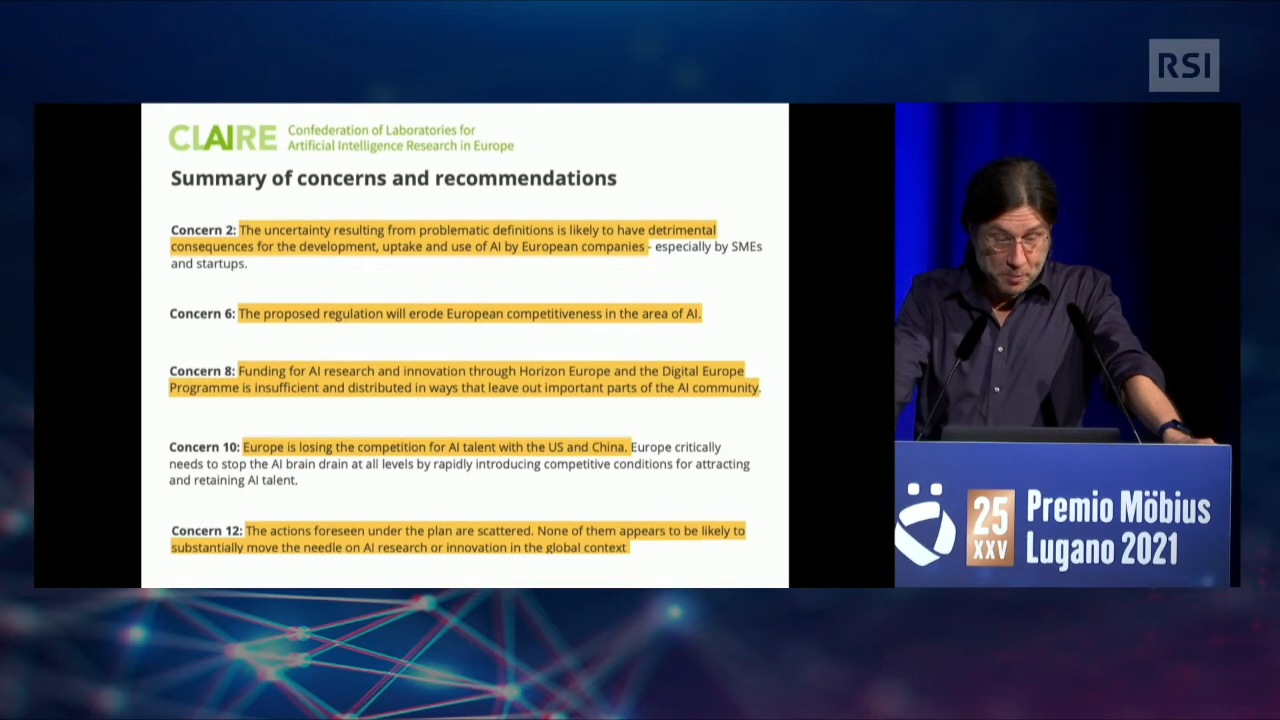 RSI
CLAIRE
Confederation of Laboratories for
Artificial Intelligence Research in Europe
Summary of concerns and recommendations
Concern 2: The uncertainty resulting from problematic definitions is likely to have detrimental
consequences for the development, uptake and use of AI by European companies - especially by SMEs
and startups.
Concern 6: The proposed regulation will erode European competitiveness in the area of AI.
Concern 8: Funding for AI research and innovation through Horizon Europe and the Digital Europe
Programme is insufficient and distributed in ways that leave out important parts of the AI community.
Concern 10: Europe is losing the competition for AI talent with the US and China. Europe critically
needs to stop the AI brain drain at all levels by rapidly introducing competitive conditions for attracting
and retaining AI talent.
Concern 12: The actions foreseen under the plan are scattered. None of them appears to be likely to
substantially move the needle on AI research or innovation in the global context
25
XXV
Premio Möbius
Lugano 2021